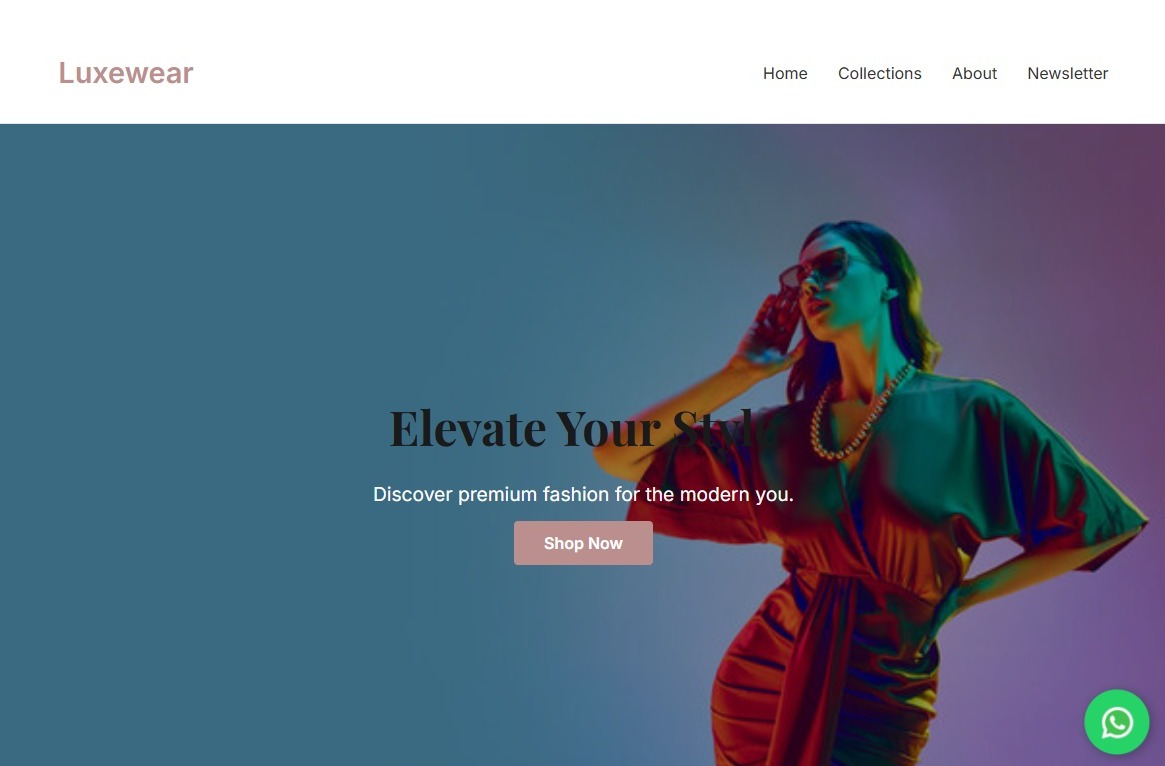 Luxewear
Home Collections About Newsletter
Elevate Your Style
Discover premium fashion for the modern you.
Shop Now